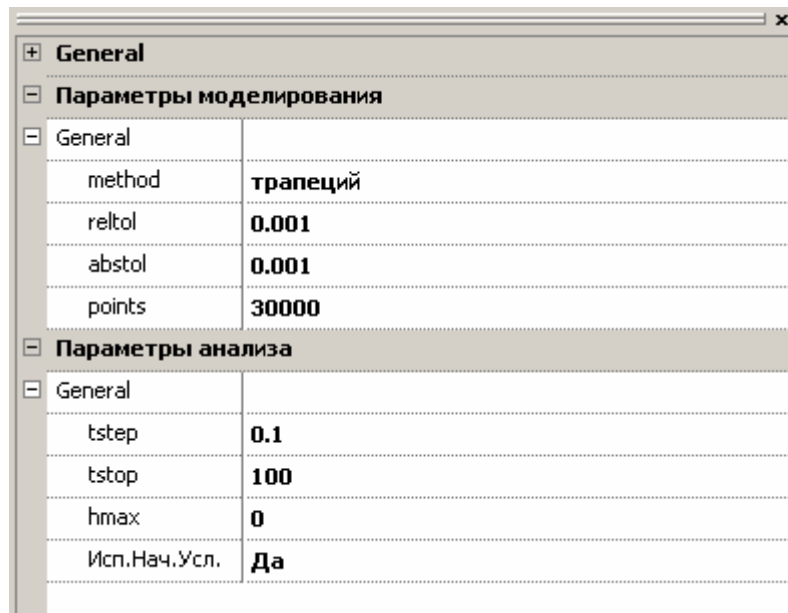 General
Параметры моделирования
General
method трапеций
reltol 0.001
abstol 0.001
points 30000
Параметры анализа
General
tstep 0.1
tstop 100
hmax 0
Исп.Нач.Усл. Да